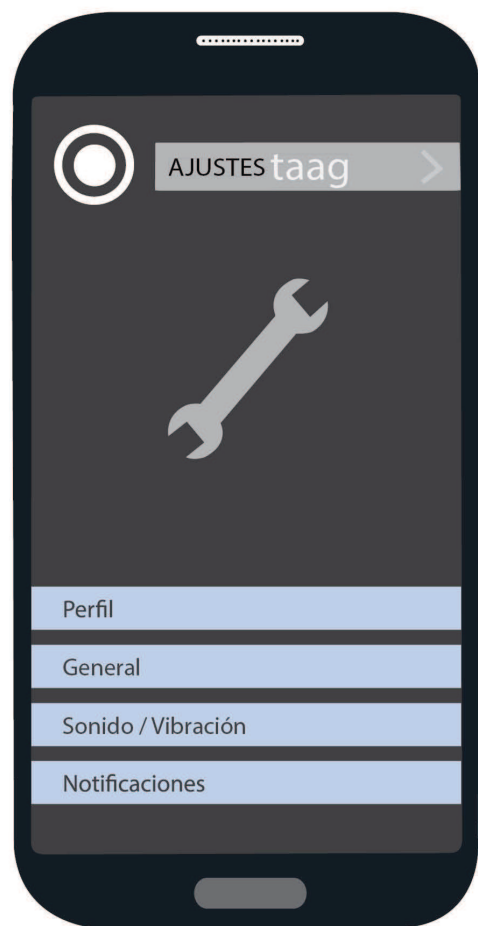 AJUSTES taag
Perfil
General
Sonido / Vibración
Notificaciones